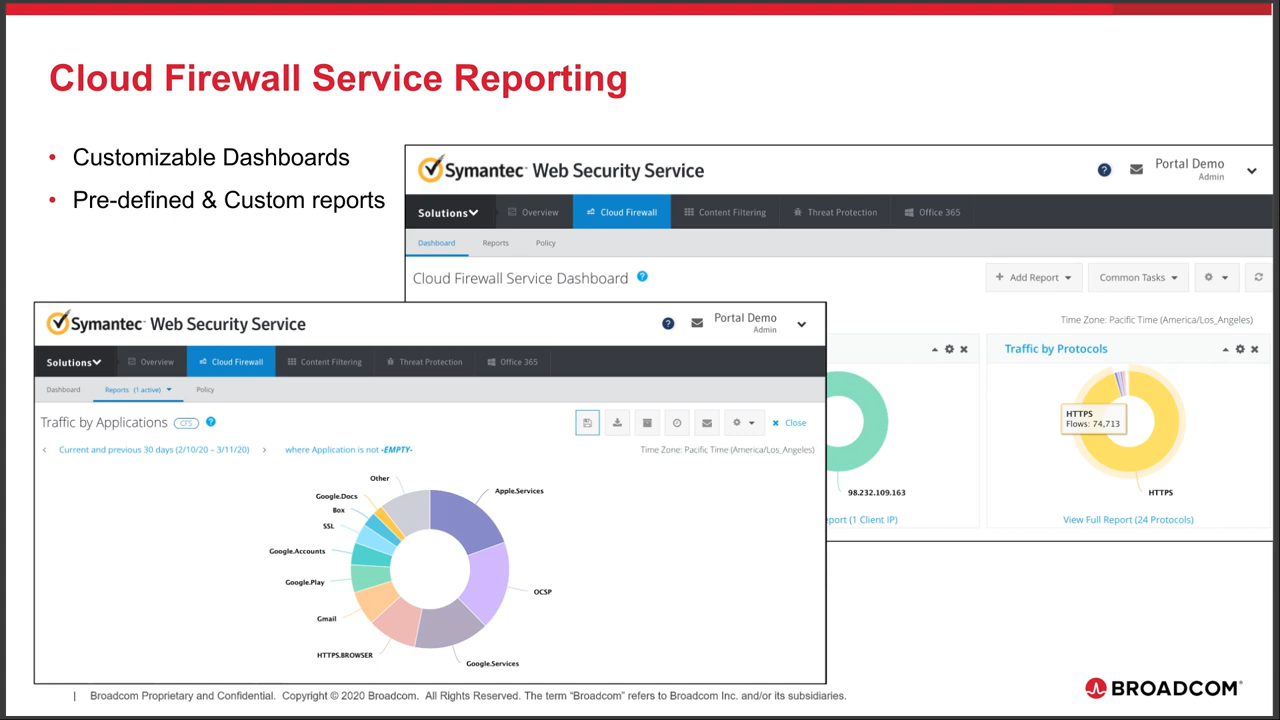 Cloud Firewall Service Reporting
• Customizable Dashboards
• Pre-defined & Custom reports
Symantec™ Web Security Service
? Portal Demo
Admin
Solutions Overview Cloud Firewall Content Filtering Threat Protection Office 365
Dashboard Reports Policy
Cloud Firewall Service Dashboard ?
+ Add Report Common Tasks
Time Zone: Pacific Time (America/Los_Angeles)
Traffic by Protocols
HTTPS
Flows: 74,713
98.232.109.163
HTTPS
port (1 Client IP)
View Full Report (24 Protocols)
Symantec™ Web Security Service
? Portal Demo
Admin
Solutions Overview Cloud Firewall Content Filtering Threat Protection Office 365
Dashboard Reports (1 active) Policy
Traffic by Applications CFS ?
Close
Current and previous 30 days (2/10/20 – 3/11/20) where Application is not -EMPTY-
Time Zone: Pacific Time (America/Los_Angeles)
Other
Apple.Services
Google.Docs
Box
SSL
Google.Accounts
Google.Play
OCSP
Gmail
HTTPS.BROWSER
Google.Services
| Broadcom Proprietary and Confidential. Copyright © 2020 Broadcom. All Rights Reserved. The term “Broadcom” refers to Broadcom Inc. and/or its subsidiaries.
BROADCOM®